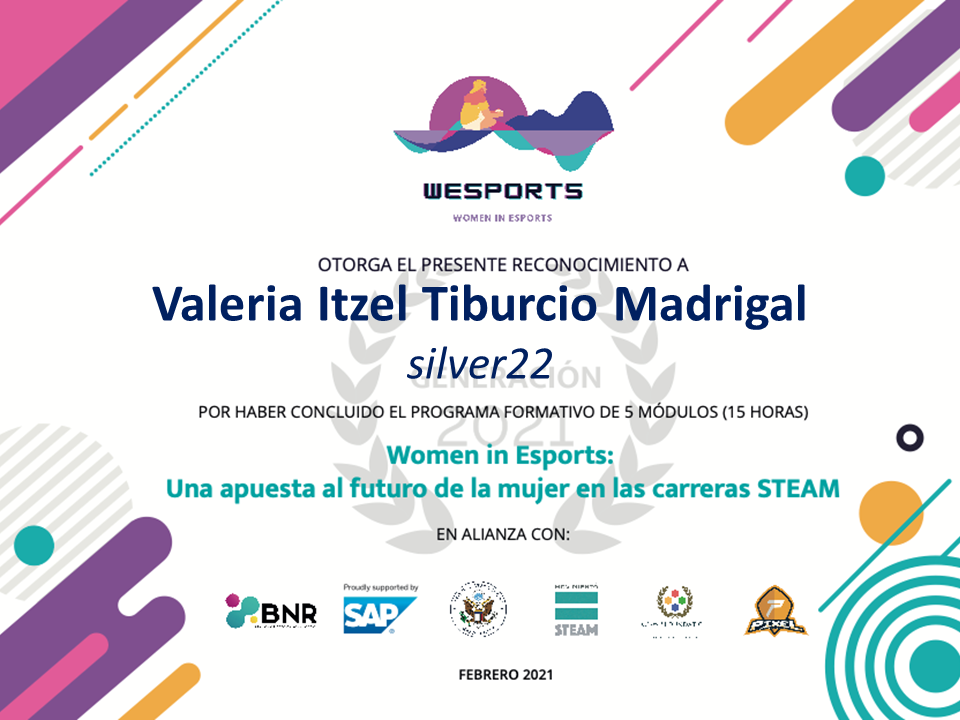 WESPORTS
WOMEN IN ESPORTS
OTORGA EL PRESENTE RECONOCIMIENTO A
Valeria Itzel Tiburcio Madrigal
silver22
GENERACIÓN
2021
POR HABER CONCLUIDO EL PROGRAMA FORMATIVO DE 5 MÓDULOS (15 HORAS)
Women in Esports:
Una apuesta al futuro de la mujer en las carreras STEAM
EN ALIANZA CON:
BNR
Proudly supported by
SAP
STEAM
PIXEL
FEBRERO 2021